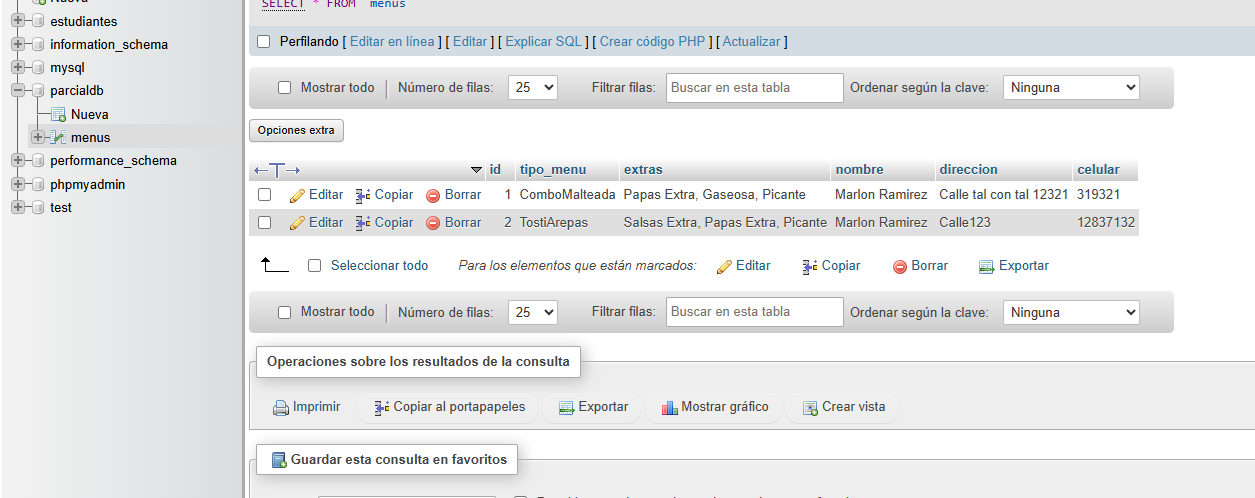 Nueva
SELECT * FROM `menus`
estudiantes
information_schema
mysql
parcialdb
Nueva
menus
performance_schema
phpmyadmin
test
Perfilando [ Editar en línea ] [ Editar ] [ Explicar SQL ] [ Crear código PHP ] [ Actualizar ]
Mostrar todo | Número de filas: 25 Filtrar filas: Buscar en esta tabla Ordenar según la clave: Ninguna
Opciones extra
id tipo_menu extras nombre direccion celular
Editar Copiar Borrar 1 ComboMalteada Papas Extra, Gaseosa, Picante Marlon Ramirez Calle tal con tal 12321 319321
Editar Copiar Borrar 2 TostiArepas Salsas Extra, Papas Extra, Picante Marlon Ramirez Calle123 12837132
Seleccionar todo Para los elementos que están marcados: Editar Copiar Borrar Exportar
Mostrar todo | Número de filas: 25 Filtrar filas: Buscar en esta tabla Ordenar según la clave: Ninguna
Operaciones sobre los resultados de la consulta
Imprimir Copiar al portapapeles Exportar Mostrar gráfico Crear vista
Guardar esta consulta en favoritos